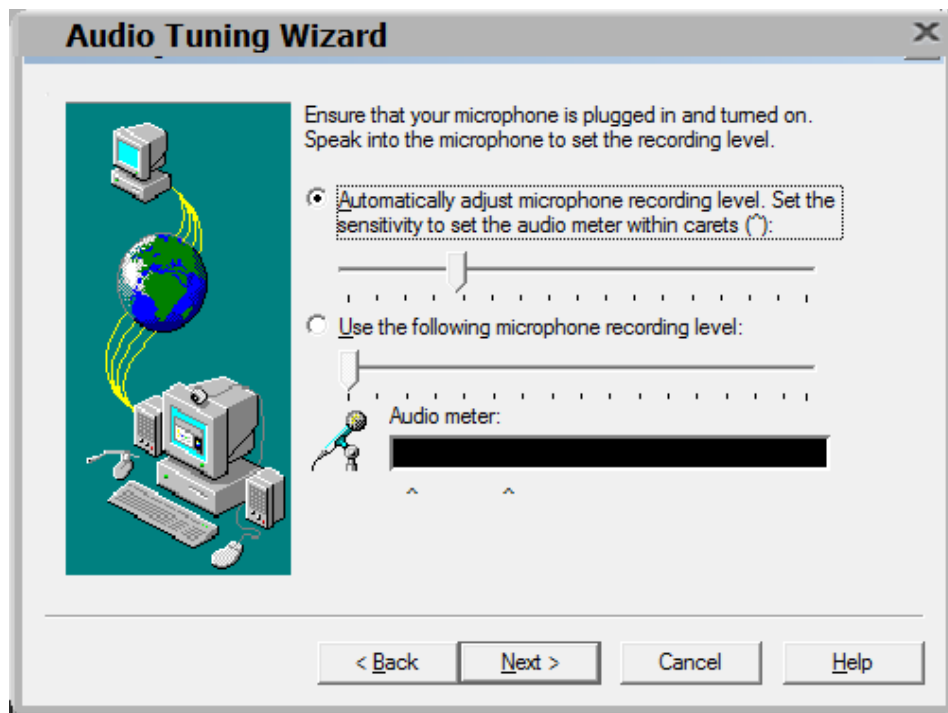 Audio Tuning Wizard
Ensure that your microphone is plugged in and turned on.
Speak into the microphone to set the recording level.
Automatically adjust microphone recording level. Set the
sensitivity to set the audio meter within carets (^):
Use the following microphone recording level:
Audio meter:
^ ^
< Back Next > Cancel Help